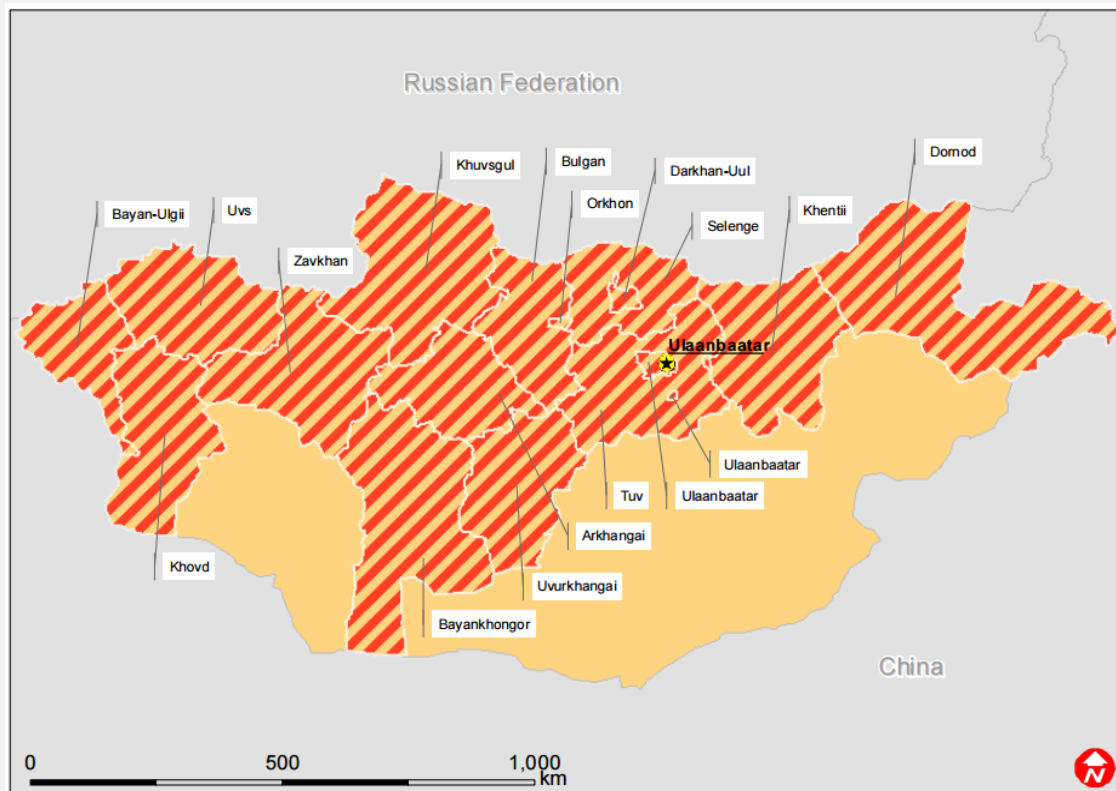 Russian Federation
Dornod
Khuvsgul
Bulgan
Darkhan-Uul
Orkhon
Khentii
Bayan-Ulgii
Uvs
Selenge
Zavkhan
Ulaanbaatar
Ulaanbaatar
Tuv
Ulaanbaatar
Arkhangai
Khovd
Uvurkhangai
Bayankhongor
China
0 500 1,000
km
N